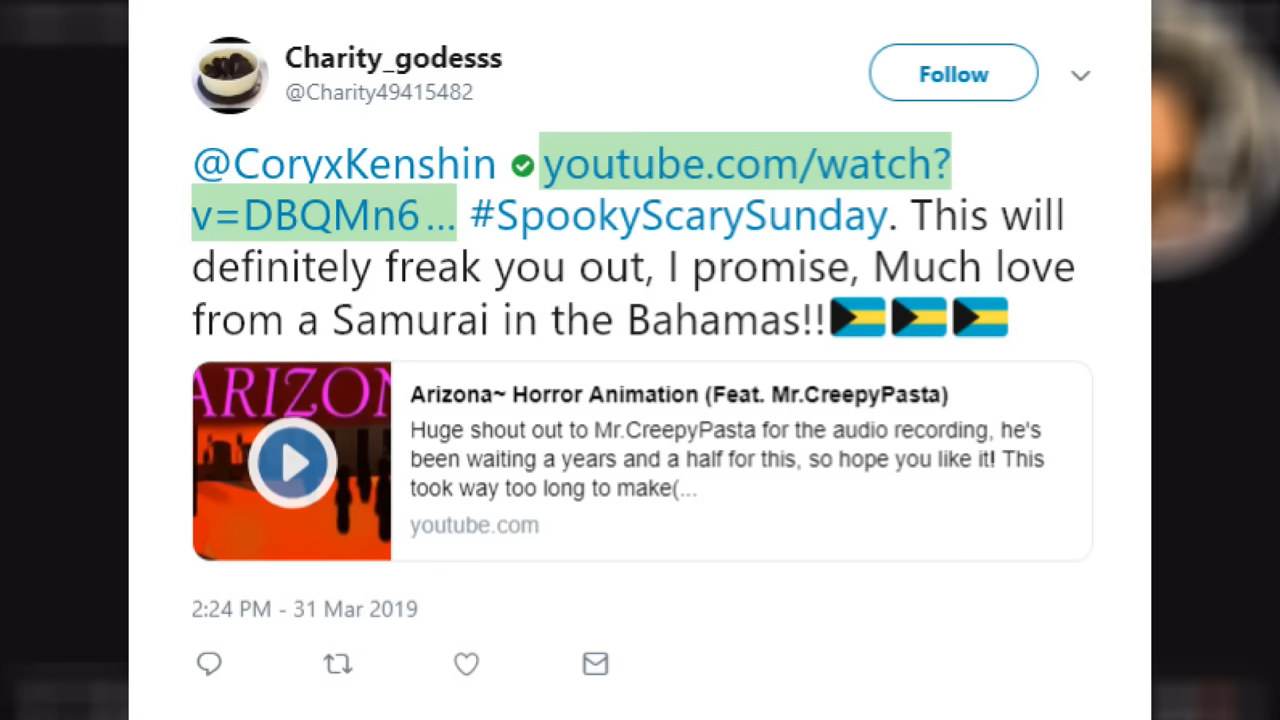 Charity_godesss
@Charity49415482
Follow
@CoryxKenshin youtube.com/watch?
v=DBQMn6... #SpookyScarySunday. This will
definitely freak you out, I promise, Much love
from a Samurai in the Bahamas!!
ARIZON
Arizona~ Horror Animation (Feat. Mr.CreepyPasta)
Huge shout out to Mr.CreepyPasta for the audio recording, he's
been waiting a years and a half for this, so hope you like it! This
took way too long to make(...
youtube.com
2:24 PM - 31 Mar 2019